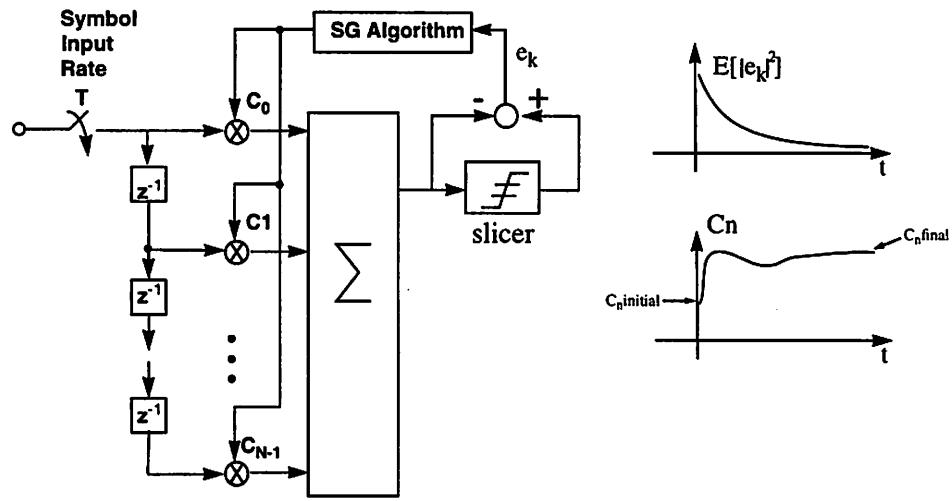 Symbol
Input
Rate
T
SG Algorithm
e_k
C_0
- +
z^-1
C1
slicer
z^-1
Σ
z^-1
C_N-1
E[|e_k|^2]
t
Cn
C_n final
C_n initial
t